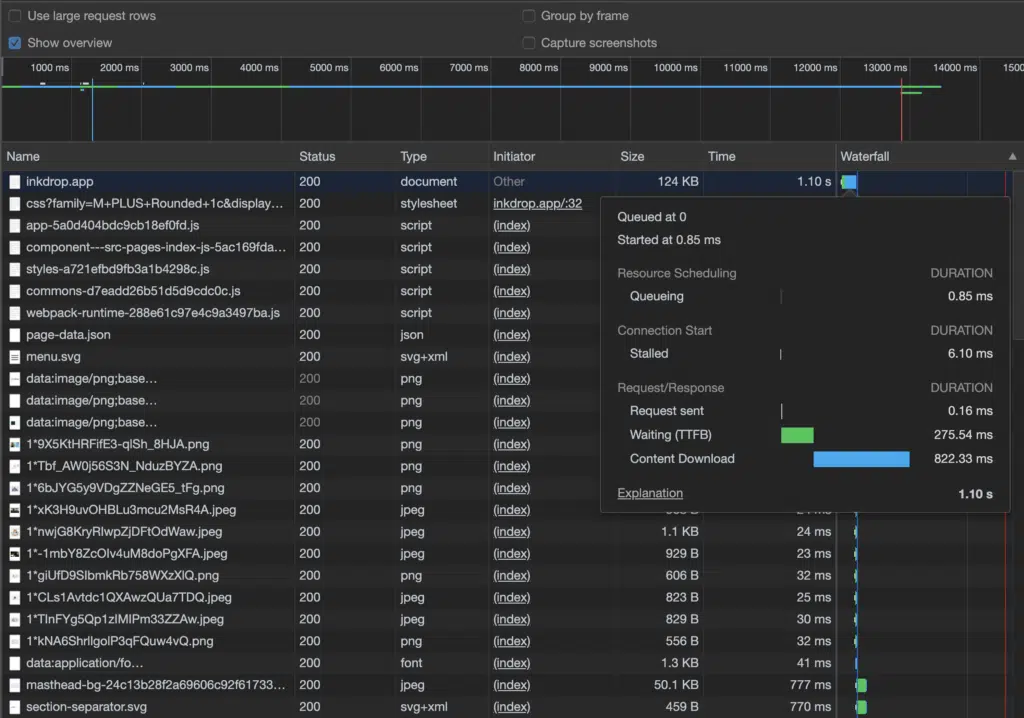 Use large request rows Group by frame
Show overview Capture screenshots
1000 ms 2000 ms 3000 ms 4000 ms 5000 ms 6000 ms 7000 ms 8000 ms 9000 ms 10000 ms 11000 ms 12000 ms 13000 ms 14000 ms 1500
Name Status Type Initiator Size Time Waterfall
inkdrop.app 200 document Other 124 KB 1.10 s
css?family=M+PLUS+Rounded+1c&display… 200 stylesheet inkdrop.app/:32
app-5a0d404bdc9cb18ef0fd.js 200 script (index)
component---src-pages-index-js-5ac169fda… 200 script (index)
styles-a721efbd9fb3a1b4298c.js 200 script (index)
commons-d7eadd26b51d5d9cdc0c.js 200 script (index)
webpack-runtime-288e61c97e4c9a3497ba.js 200 script (index)
page-data.json 200 json (index)
menu.svg 200 svg+xml (index)
data:image/png;base… 200 png (index)
data:image/png;base… 200 png (index)
data:image/png;base… 200 png (index)
1*9X5KtHRFifE3-qlSh_8HJA.png 200 png (index)
1*Tbf_AW0j56S3N_NduzBYZA.png 200 png (index)
1*6bJYG5y9VDgZZNeGE5_tFg.png 200 png (index)
1*xK3H9uvOHBLu3mcu2MsR4A.jpeg 200 jpeg (index)
1*nwjG8KryRlwpZjDFtOdWaw.jpeg 200 jpeg (index) 1.1 KB 24 ms
1*-1mbY8ZcOIv4uM8doPgXFA.jpeg 200 jpeg (index) 929 B 23 ms
1*giUfD9SIbmkRb758WXzXlQ.png 200 png (index) 606 B 32 ms
1*CLs1Avtdc1QXAwzQUa7TDQ.jpeg 200 jpeg (index) 823 B 25 ms
1*TInFYg5Qp1zlMIPm33ZZAw.jpeg 200 jpeg (index) 829 B 30 ms
1*kNA6ShrllgolP3qFQuw4vQ.png 200 png (index) 556 B 32 ms
data:application/fo… 200 font (index) 1.3 KB 41 ms
masthead-bg-24c13b28f2a69606c92f61733… 200 jpeg (index) 50.1 KB 777 ms
section-separator.svg 200 svg+xml (index) 459 B 770 ms
Queued at 0
Started at 0.85 ms
Resource Scheduling DURATION
Queueing 0.85 ms
Connection Start DURATION
Stalled 6.10 ms
Request/Response DURATION
Request sent 0.16 ms
Waiting (TTFB) 275.54 ms
Content Download 822.33 ms
Explanation 1.10 s